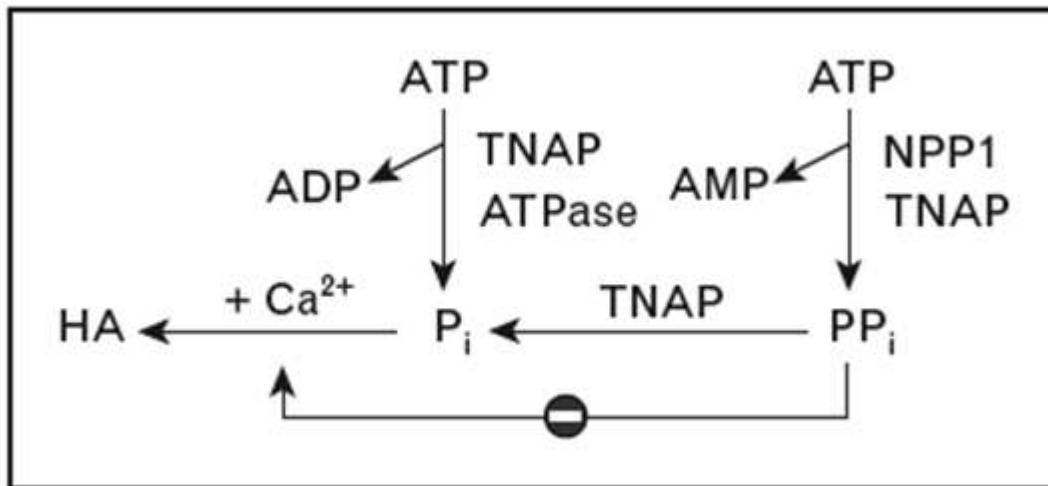 ATP ATP
TNAP NPP1
ADP AMP
ATPase TNAP
+ Ca²⁺ TNAP
HA Pᵢ PPᵢ